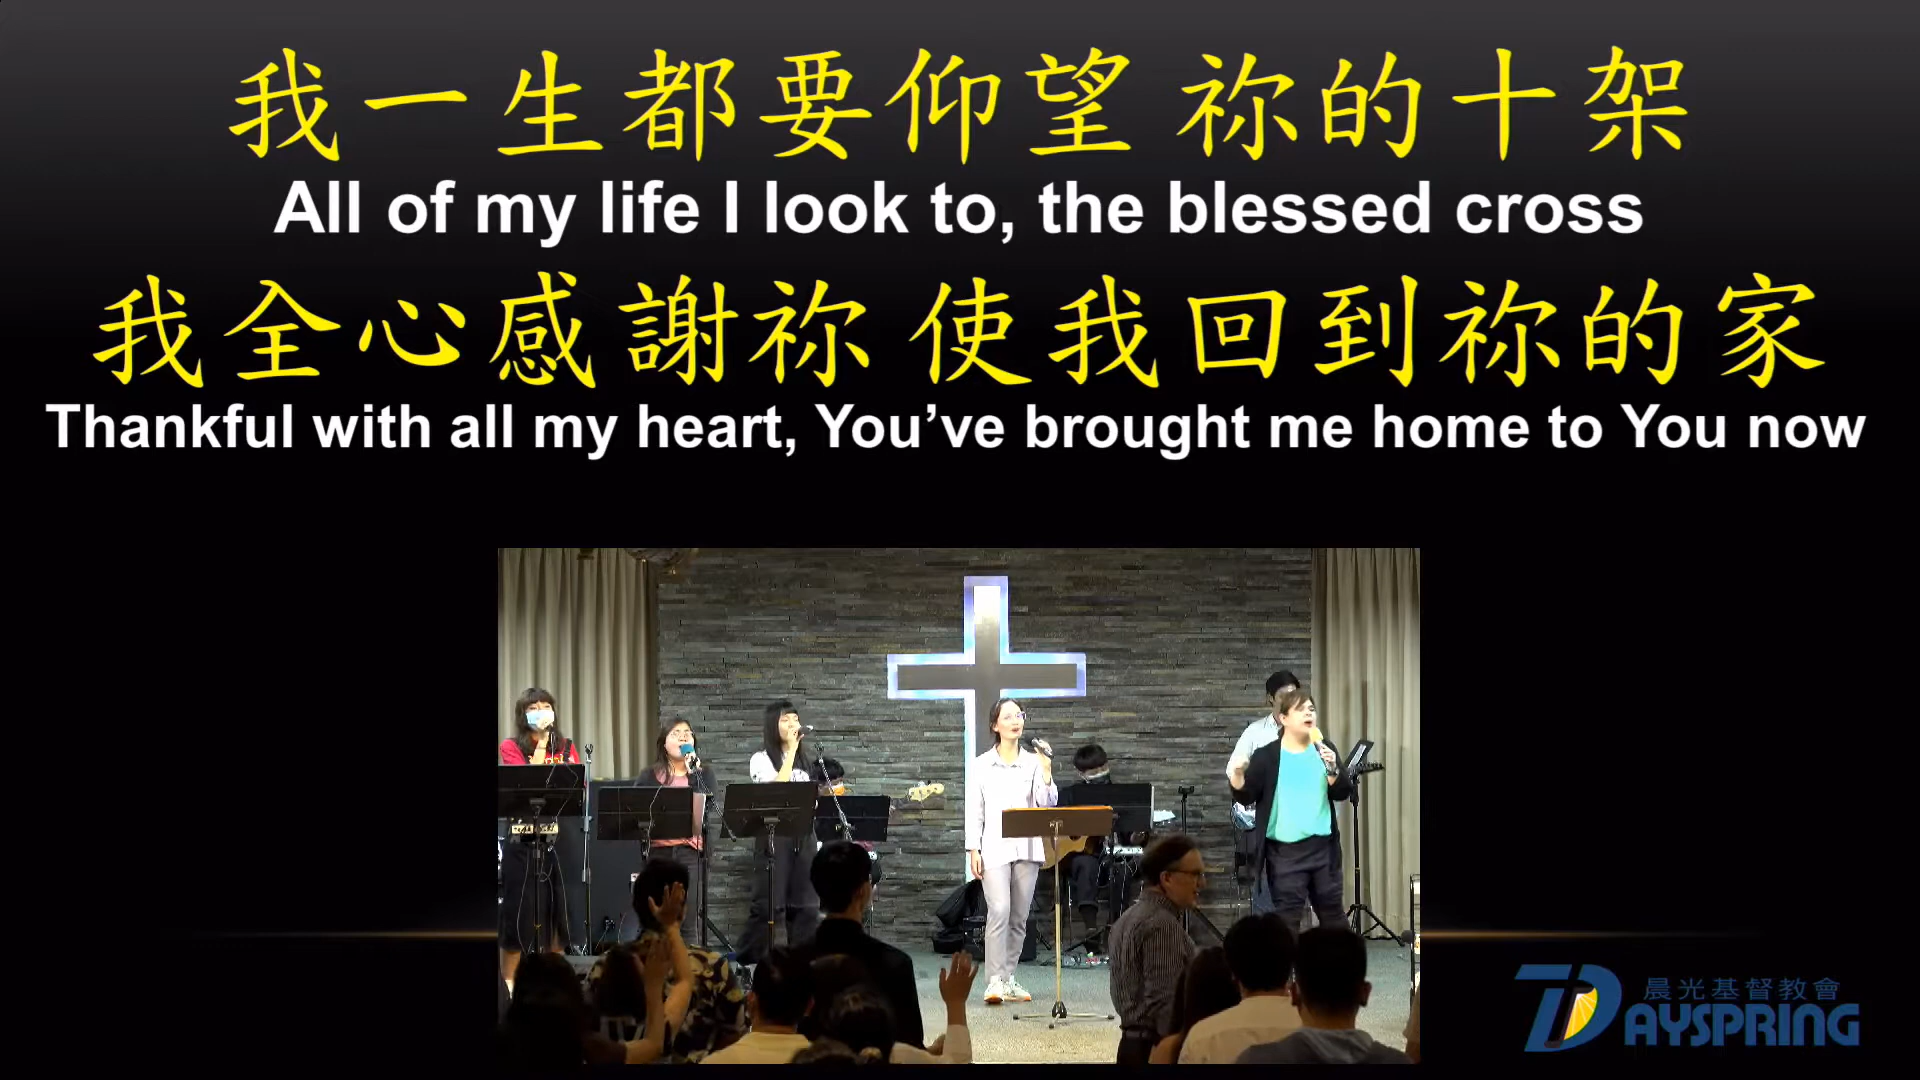 我一生都要仰望 祢的十架
All of my life I look to, the blessed cross
我全心感謝祢 使我回到祢的家
Thankful with all my heart, You’ve brought me home to You now
晨光基督教會
DAYSPRING